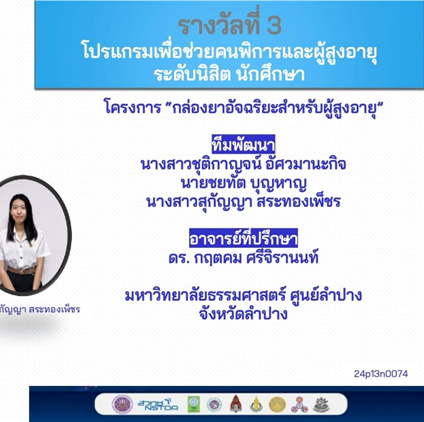 รางวัลที่ 3
โปรแกรมเพื่อช่วยคนพิการและผู้สูงอายุ
ระดับนิสิต นักศึกษา
โครงการ "กล่องยาอัจฉริยะสำหรับผู้สูงอายุ"
ทีมพัฒนา
นางสาวชุติกาญจน์ อัศวมานะกิจ
นายชยทัต บุญหาญ
นางสาวสุกัญญา สระทองเพ็ชร
อาจารย์ที่ปรึกษา
ดร. กฤตคม ศรีจิรานนท์
กัญญา สระทองเพ็ชร
มหาวิทยาลัยธรรมศาสตร์ ศูนย์ลำปาง
จังหวัดลำปาง
24p13n0074
สวทช
NSTDA